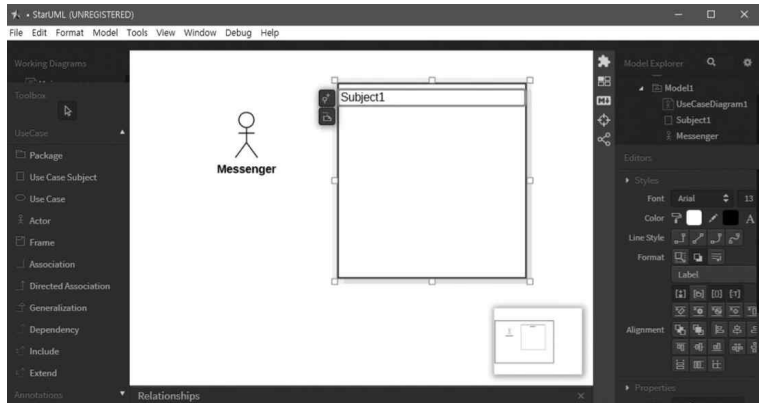 StarUML (UNREGISTERED)
File Edit Format Model Tools View Window Debug Help
Working Diagrams
Toolbox
UseCase
Package
Use Case Subject
Use Case
Actor
Frame
Association
Directed Association
Generalization
Dependency
Include
Extend
Annotations
Messenger
Subject1
Relationships
Model Explorer
Model1
UseCaseDiagram1
Subject1
Messenger
Editors
Styles
Font Arial 13
Color A
Line Style
Format
Label
Alignment
Properties